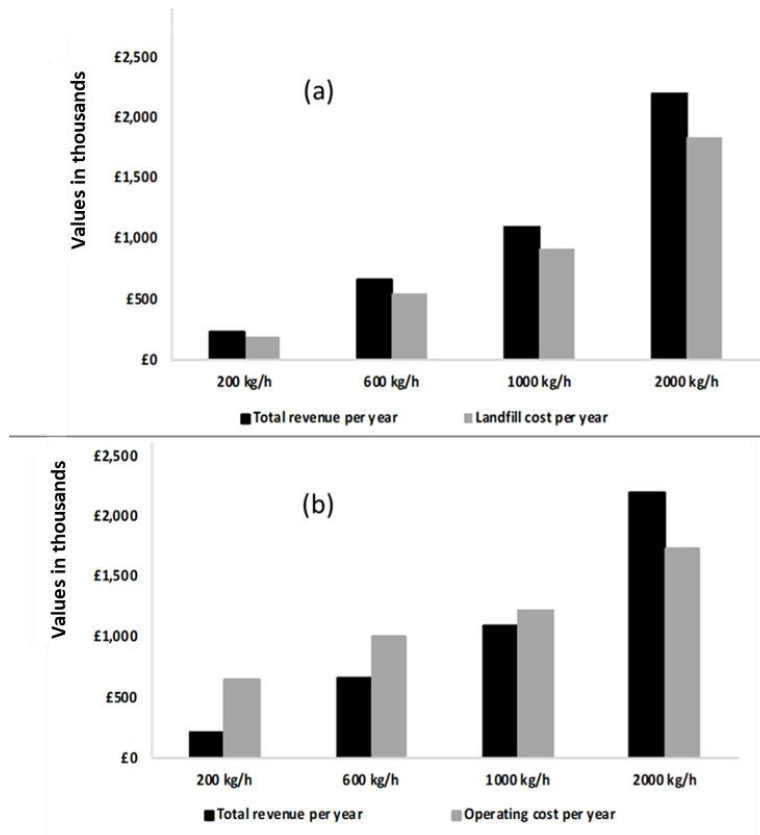 Values in thousands
£2,500
£2,000
£1,500
£1,000
£500
£0
(a)
200 kg/h 600 kg/h 1000 kg/h 2000 kg/h
Total revenue per year Landfill cost per year
Values in thousands
£2,500
£2,000
£1,500
£1,000
£500
£0
(b)
200 kg/h 600 kg/h 1000 kg/h 2000 kg/h
Total revenue per year Operating cost per year